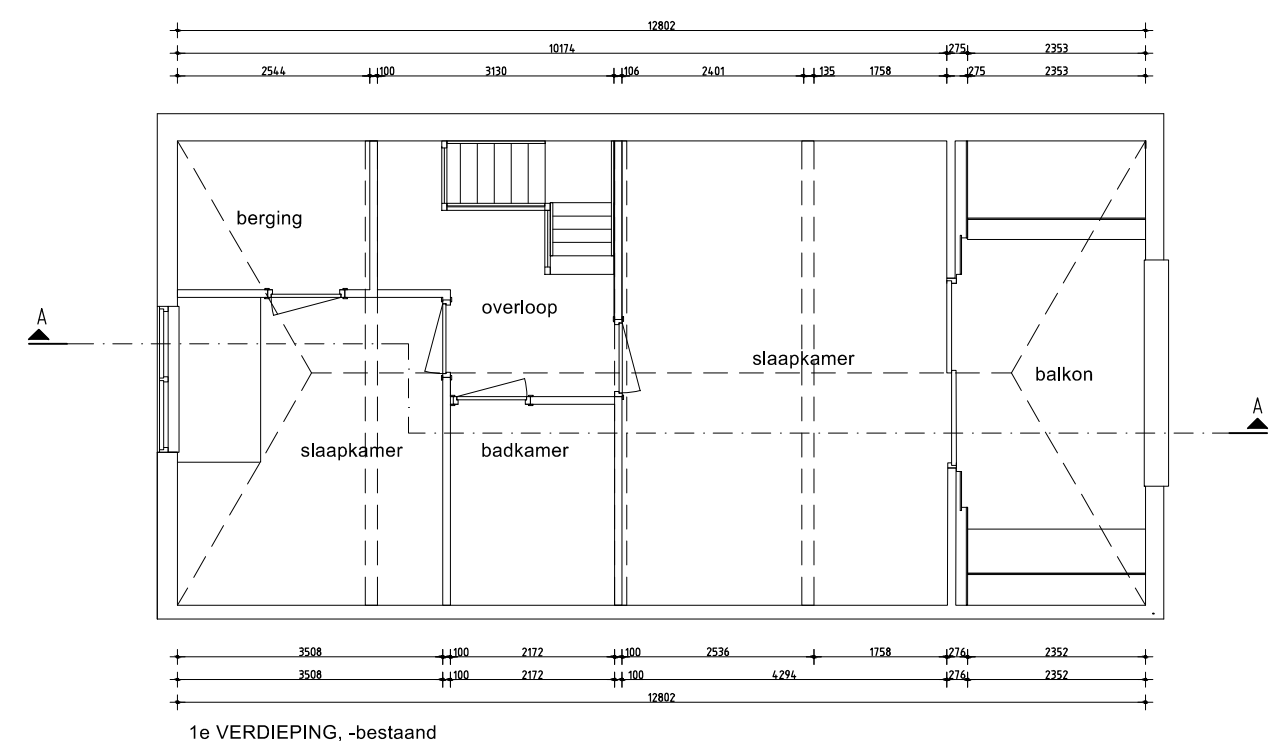 12802
10174 275 2353
2544 100 3130 106 2401 135 1758 275 2353
berging
overloop
A
slaapkamer
balkon
A
slaapkamer badkamer
3508 100 2172 100 2536 1758 276 2352
3508 100 2172 100 4294 276 2352
12802
1e VERDIEPING, -bestaand